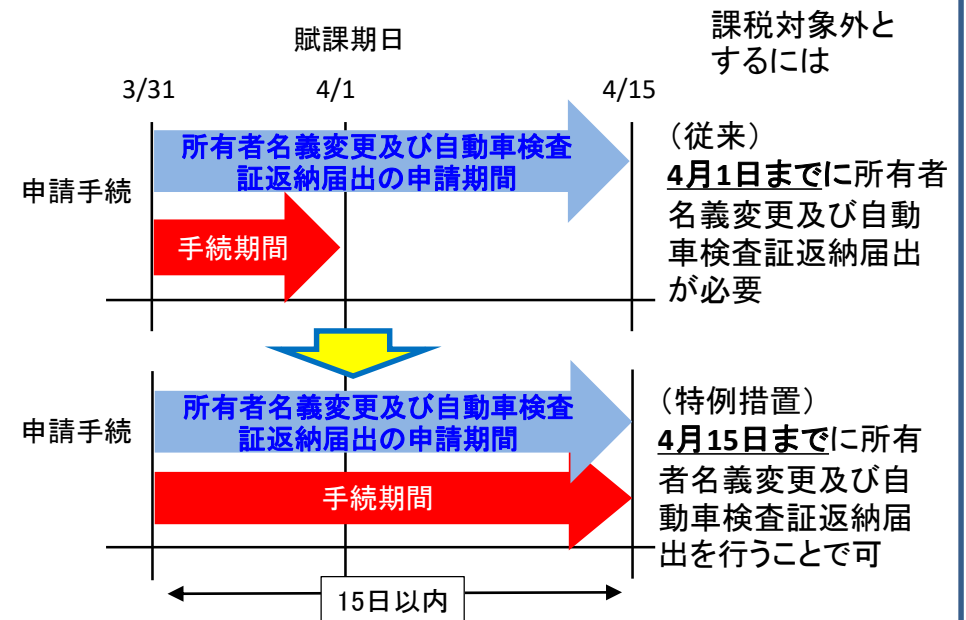 賦課期日
課税対象外と
するには
3/31
4/1
4/15
申請手続
所有者名義変更及び自動車検査
証返納届出の申請期間
手続期間
（従来）
4月1日までに所有者
名義変更及び自動
車検査証返納届出
が必要
申請手続
所有者名義変更及び自動車検査
証返納届出の申請期間
手続期間
（特例措置）
4月15日までに所有
者名義変更及び自
動車検査証返納届
出を行うことで可
15日以内